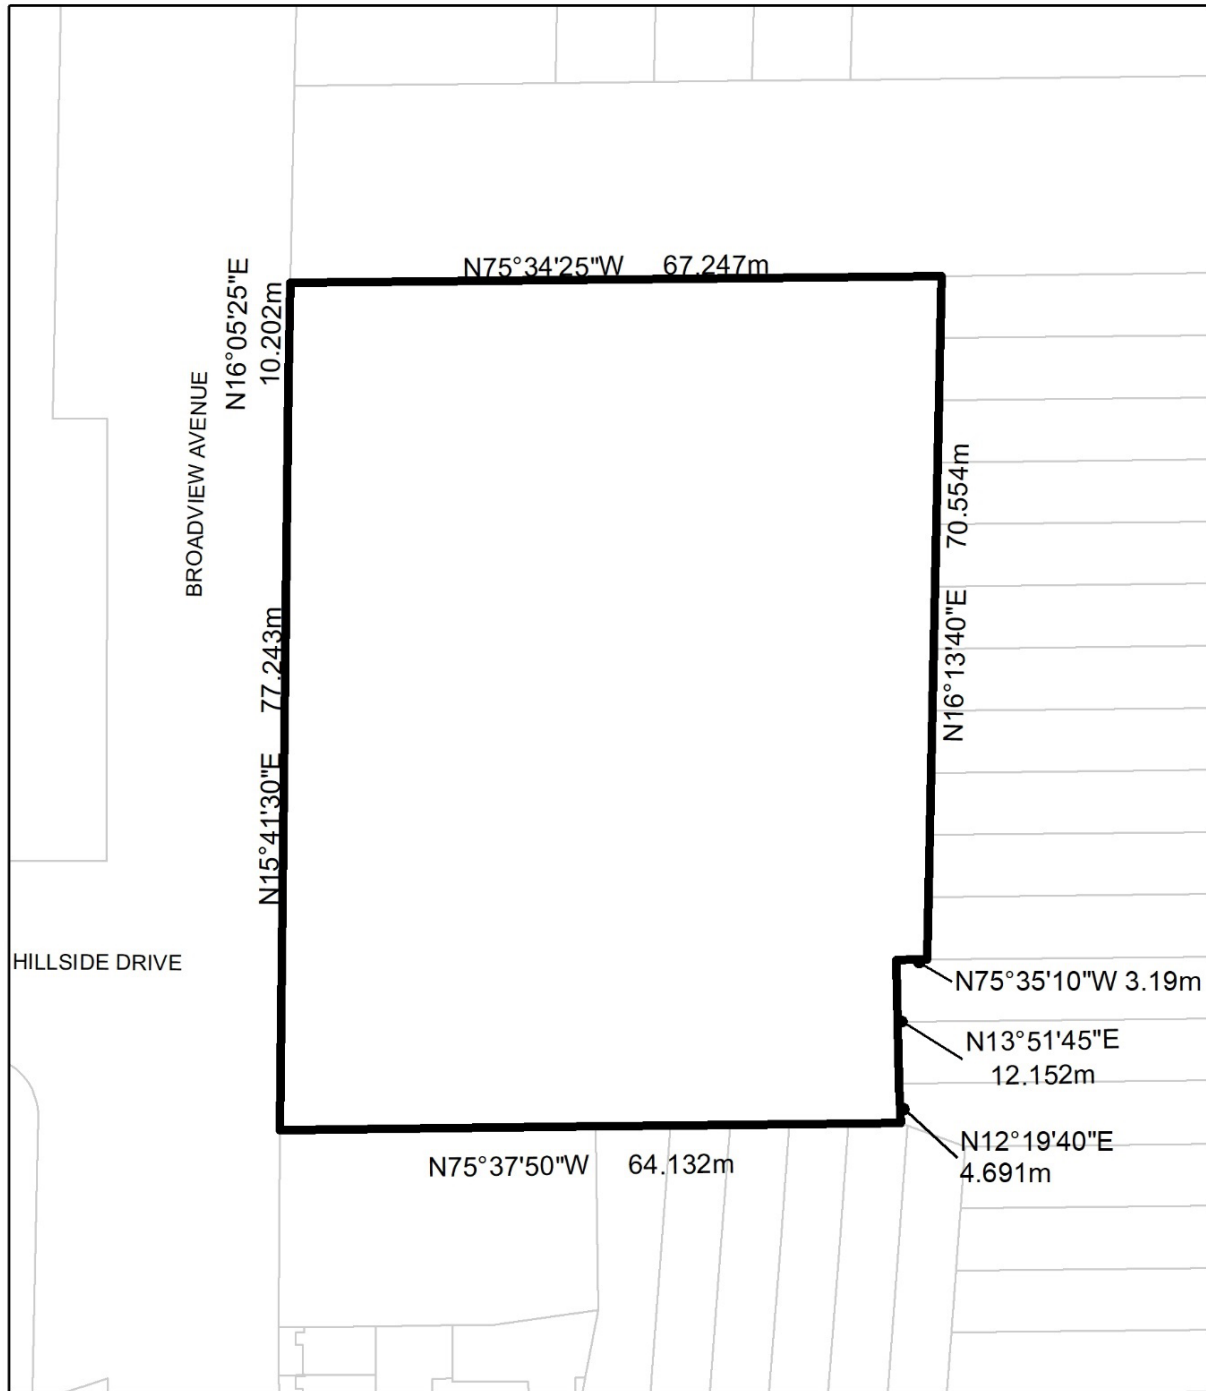 N75°34'25"W 67.247m
N16°05'25"E
10.202m
BROADVIEW AVENUE
70.554m
N16°13'40"E
77.243m
N15°41'30"E
HILLSIDE DRIVE
N75°35'10"W 3.19m
N13°51'45"E
12.152m
N12°19'40"E
4.691m
N75°37'50"W 64.132m